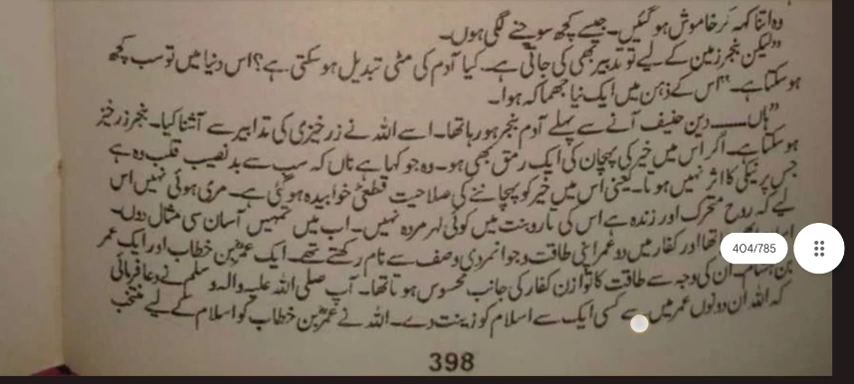 وہ اتنا کہہ کر خاموش ہو گئیں۔ جیسے کچھ سوچنے لگی ہوں۔
”لیکن بنجر زمین کے لیے تو تدبیر بھی کی جاتی ہے۔ کیا آدم کی مٹی تبدیل ہو سکتی ہے؟ اس دنیا میں تو سب کچھ
ہو سکتا ہے۔“ اس کے ذہن میں ایک نیا جھماکہ ہوا۔
”ہاں—— دین حنیف آنے سے پہلے آدم بنجر ہو رہا تھا۔ اسے اللہ نے زرخیزی کی تدابیر سے آشنا کیا۔ بنجر زرخیز
ہو سکتا ہے۔ اگر اس میں خیر کی پہچان کی ایک رمق بھی ہو۔ وہ جو کہا ہے ناں کہ سب سے بد نصیب قلب وہ ہے
جس پر نیکی کا اثر نہیں ہوتا۔ یعنی اس میں خیر کو پہچاننے کی صلاحیت قطعی خوابیدہ ہو گئی ہے۔ مری ہوئی نہیں اس
لیے کہ روح متحرک اور زندہ ہے اس کی تاروبنت میں کوئی لہر مردہ نہیں۔ اب میں تمہیں آسان سی مثال دوں۔
تھا اور کفار میں دو عمر اپنی طاقت و جوانمردی وصف سے نام رکھتے تھے۔ ایک عمرؓ بن خطاب اور ایک عمر
بن ہشام۔ ان کی وجہ سے طاقت کا توازن کفار کی جانب محسوس ہوتا تھا۔ آپ صلی اللہ علیہ والہ وسلم نے دعا فرمائی
کہ اللہ ان دونوں عمر میں سے کسی ایک سے اسلام کو زینت دے۔ اللہ نے عمرؓ بن خطاب کو اسلام کے لیے منتخب
404/785
398